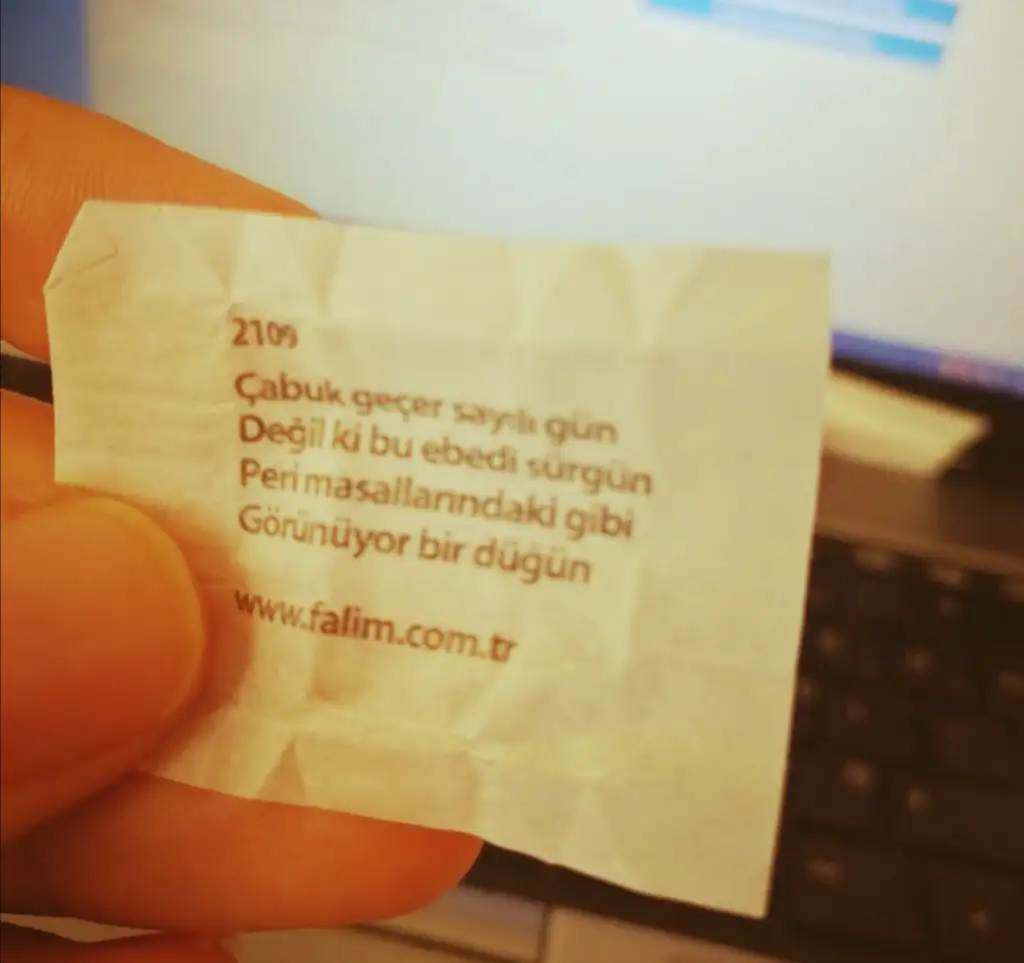 2109
Çabuk geçer sayılı gün
Değil ki bu ebedi sürgün
Peri masallarındaki gibi
Görünüyor bir düğün
www.falim.com.tr